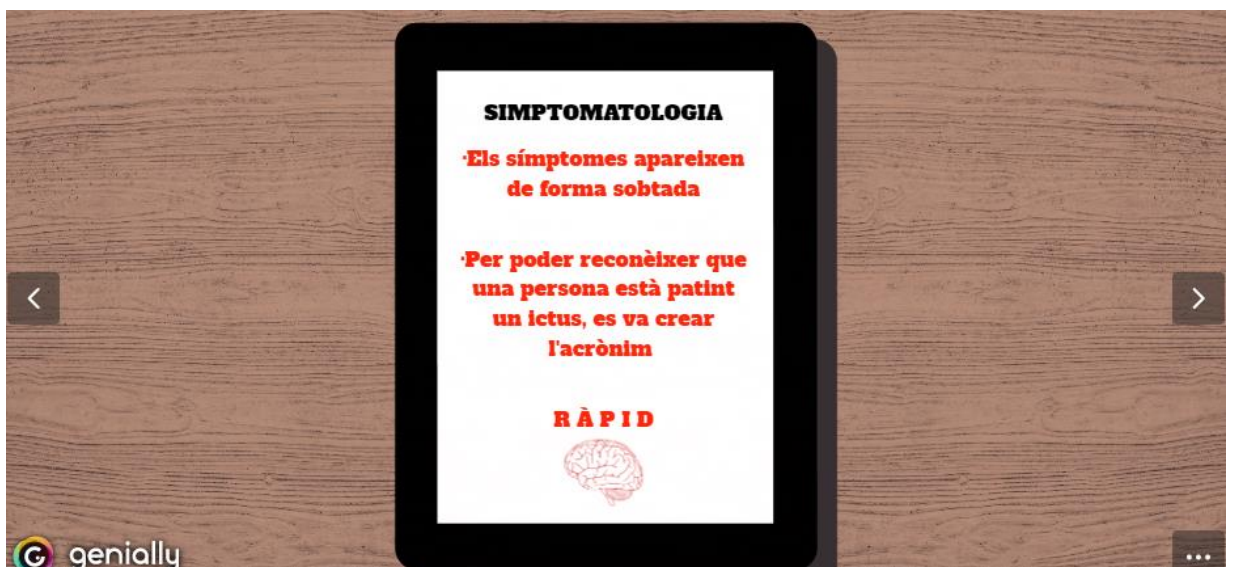 SIMPTOMATOLOGIA
·Els símptomes apareixen
de forma sobtada
·Per poder reconèixer que
una persona està patint
un ictus, es va crear
l'acrònim
R À P I D
genially